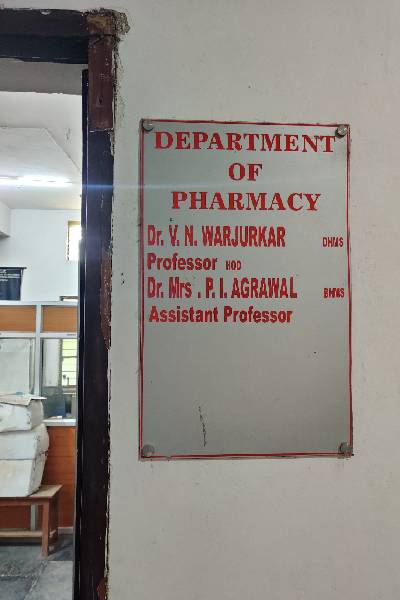 DEPARTMENT
OF
PHARMACY
Dr. V. N. WARJURKAR DHMS
Professor HOD
Dr. Mrs . P. I. AGRAWAL BHMS
Assistant Professor